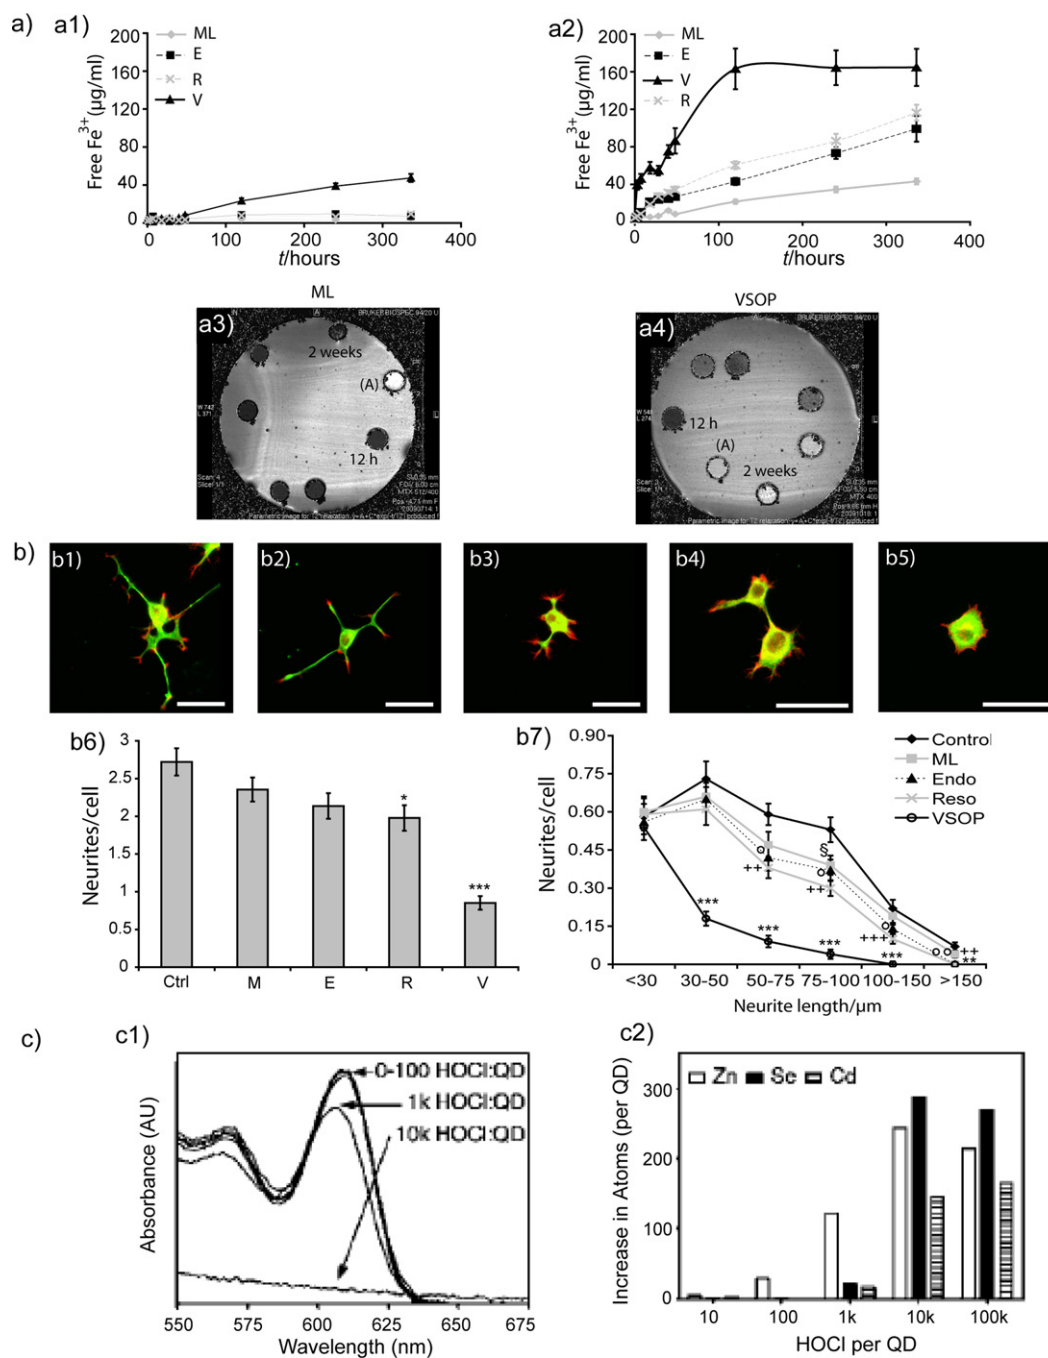 a)
a1)
Free Fe3+ (μg/ml)
200
160
120
80
40
0
0 100 200 300 400
t/hours
ML
E
R
V
a2)
Free Fe3+ (μg/ml)
200
160
120
80
40
0
0 100 200 300 400
t/hours
ML
E
V
R
ML
a3)
2 weeks
(A)
12 h
VSOP
a4)
12 h
(A)
2 weeks
b)
b1)
b2)
b3)
b4)
b5)
b6)
Neurites/cell
3
2.5
2
1.5
1
0.5
0
*
***
Ctrl M E R V
b7)
Neurites/cell
0.90
0.75
0.60
0.45
0.30
0.15
0
Control
ML
Endo
Reso
VSOP
§
++
++
+++
++
***
***
***
***
**
<30 30-50 50-75 75-100 100-150 >150
Neurite length/μm
c)
c1)
Absorbance (AU)
0-100 HOCl:QD
1k HOCl:QD
10k HOCl:QD
550 575 600 625 650 675
Wavelength (nm)
c2)
Increase in Atoms (per QD)
300
200
100
0
Zn Se Cd
10 100 1k 10k 100k
HOCl per QD